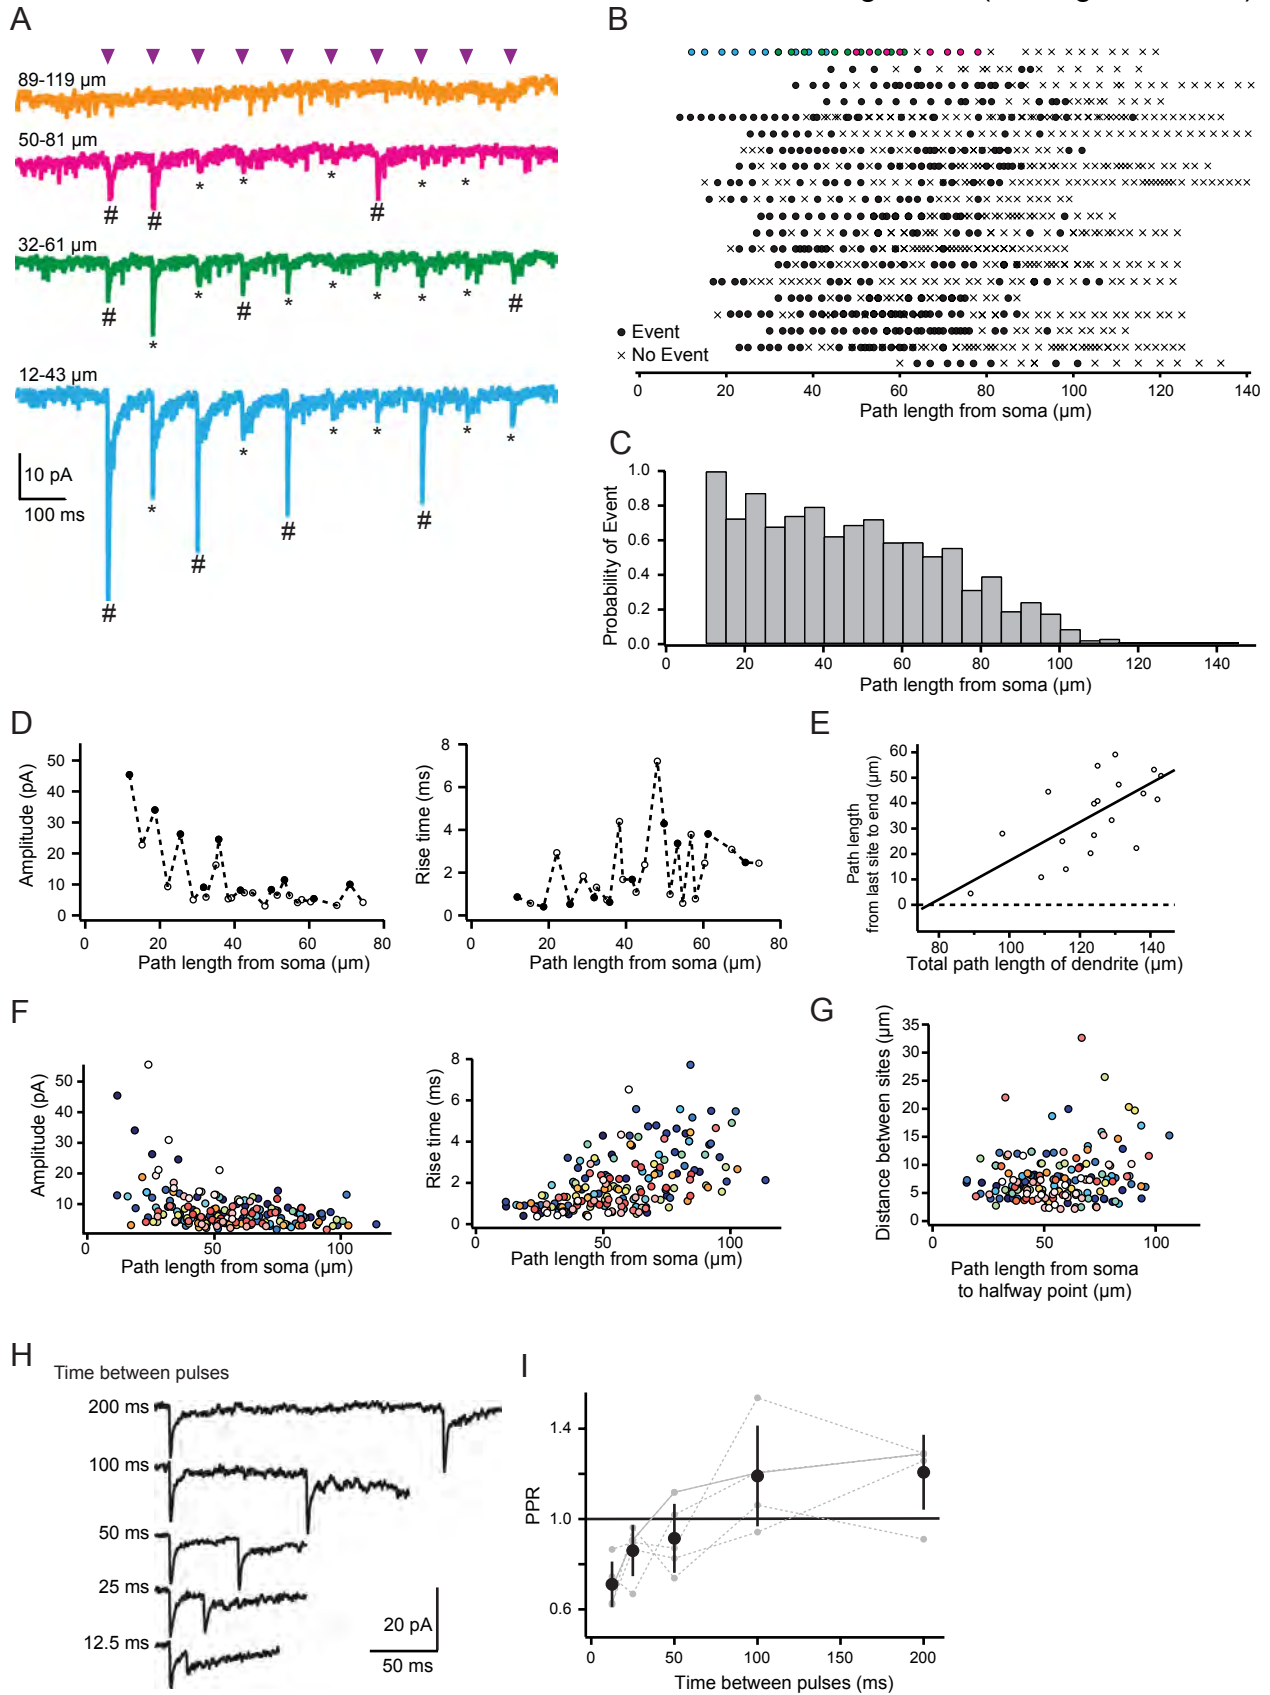 A
89-119 µm
50-81 µm
* * * * *
# # #
32-61 µm
* * * * * *
# # #
*
12-43 µm
* * * * *
10 pA
100 ms
*
# # #
#
B
Event
No Event
0 20 40 60 80 100 120 140
Path length from soma (µm)
C
Probability of Event
1.0
0.8
0.6
0.4
0.2
0.0
0 20 40 60 80 100 120 140
Path length from soma (µm)
D
Amplitude (pA)
50
40
30
20
10
0
0 20 40 60 80
Path length from soma (µm)
Rise time (ms)
8
6
4
2
0
0 20 40 60 80
Path length from soma (µm)
E
Path length
from last site to end (µm)
60
50
40
30
20
10
0
80 100 120 140
Total path length of dendrite (µm)
F
Amplitude (pA)
50
40
30
20
10
0 50 100
Path length from soma (µm)
Rise time (ms)
8
6
4
2
0
0 50 100
Path length from soma (µm)
G
Distance between sites (µm)
35
30
25
20
15
10
5
0
0 50 100
Path length from soma
to halfway point (µm)
H
Time between pulses
200 ms
100 ms
50 ms
25 ms
12.5 ms
20 pA
50 ms
I
PPR
1.4
1.0
0.6
0 50 100 150 200
Time between pulses (ms)